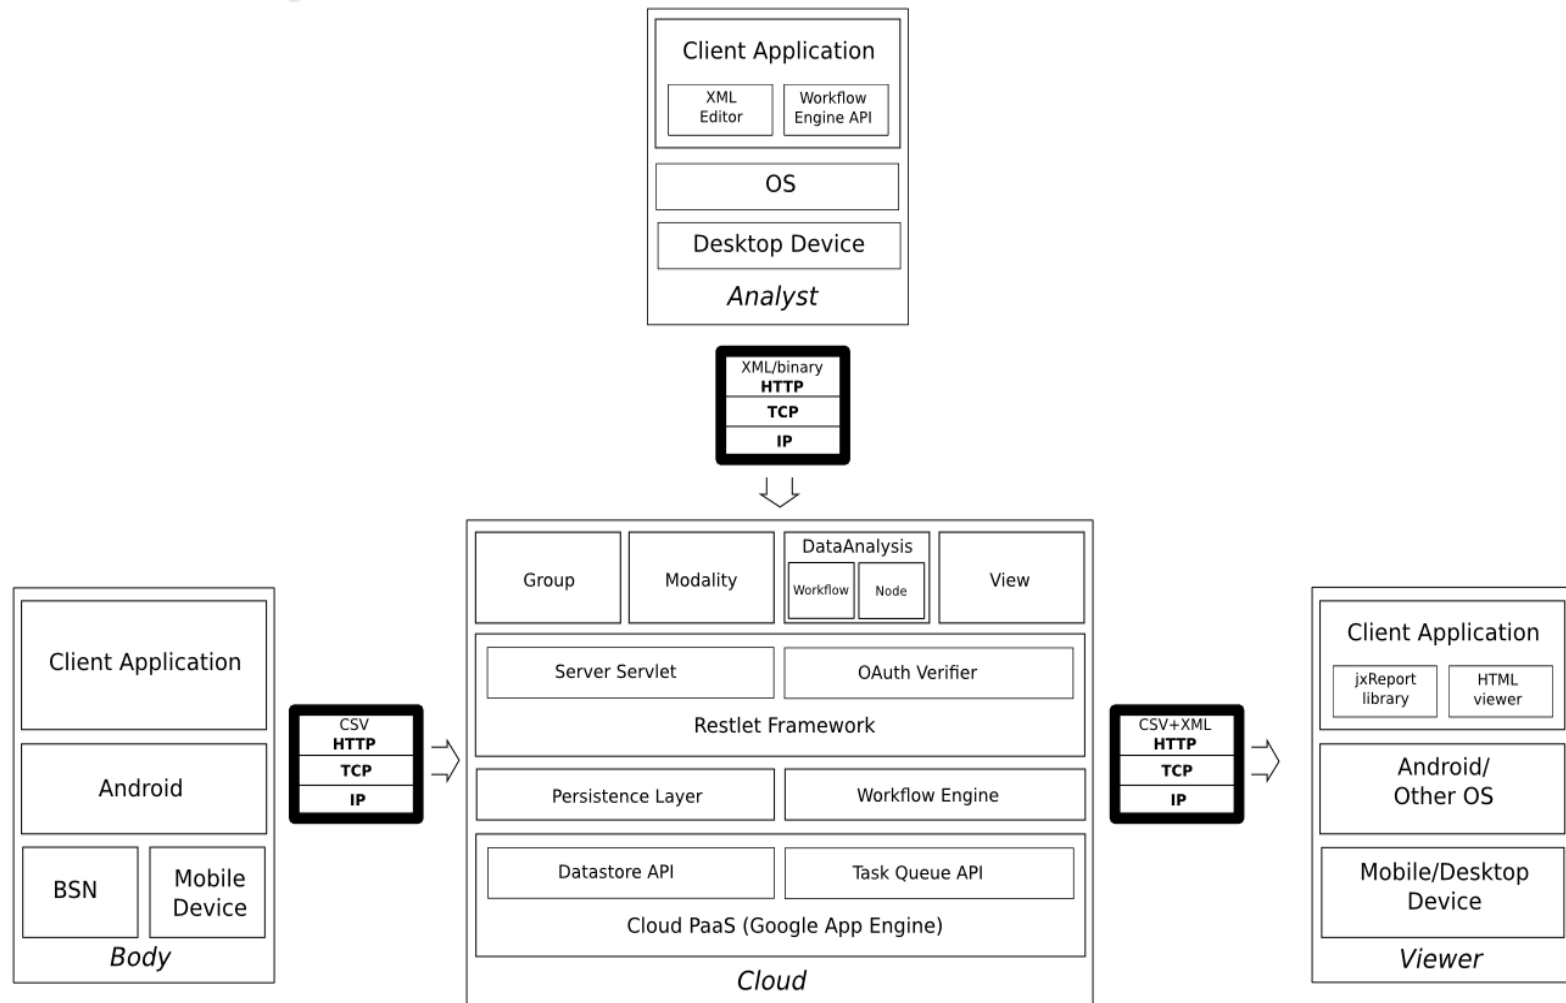 Client Application
XML
Editor
Workflow
Engine API
OS
Desktop Device
Analyst
XML/binary
HTTP
TCP
IP
Client Application
Android
BSN
Mobile
Device
Body
CSV
HTTP
TCP
IP
Group
Modality
DataAnalysis
Workflow
Node
View
Server Servlet
OAuth Verifier
Restlet Framework
Persistence Layer
Workflow Engine
Datastore API
Task Queue API
Cloud PaaS (Google App Engine)
Cloud
CSV+XML
HTTP
TCP
IP
Client Application
jxReport
library
HTML
viewer
Android/
Other OS
Mobile/Desktop
Device
Viewer